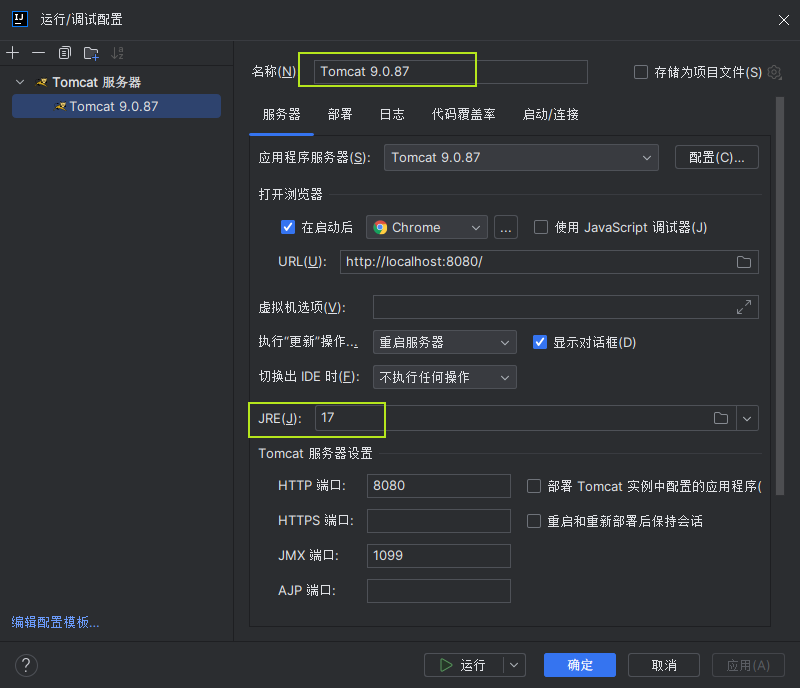 运行/调试配置
Tomcat 服务器
Tomcat 9.0.87
编辑配置模板...
名称(N)
Tomcat 9.0.87
存储为项目文件(S)
服务器 部署 日志 代码覆盖率 启动/连接
应用程序服务器(S): Tomcat 9.0.87 配置(C)...
打开浏览器
在启动后 Chrome ... 使用 JavaScript 调试器(J)
URL(U): http://localhost:8080/
虚拟机选项(V):
执行"更新"操作... 重启服务器 显示对话框(D)
切换出 IDE 时(F): 不执行任何操作
JRE(J): 17
Tomcat 服务器设置
HTTP 端口: 8080 部署 Tomcat 实例中配置的应用程序(
HTTPS 端口: 重启和重新部署后保持会话
JMX 端口: 1099
AJP 端口:
? 运行 确定 取消 应用(A)